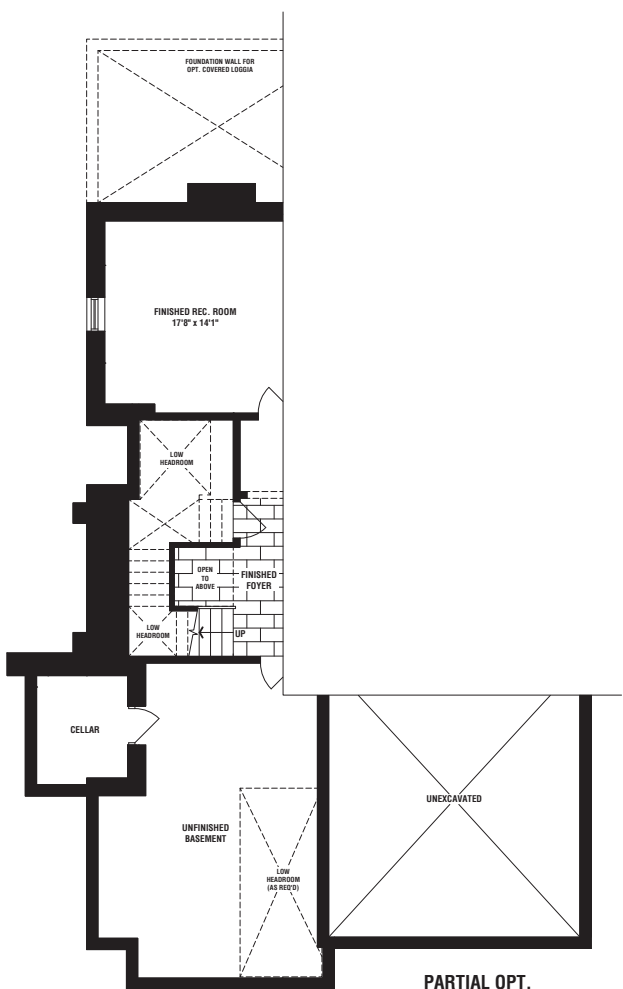 FOUNDATION WALL FOR
OPT. COVERED LOGGIA
FINISHED REC. ROOM
17'8" x 14'1"
LOW
HEADROOM
OPEN
TO
ABOVE
FINISHED
FOYER
LOW
HEADROOM
UP
CELLAR
UNEXCAVATED
UNFINISHED
BASEMENT
LOW
HEADROOM
(AS REQ'D)
PARTIAL OPT.